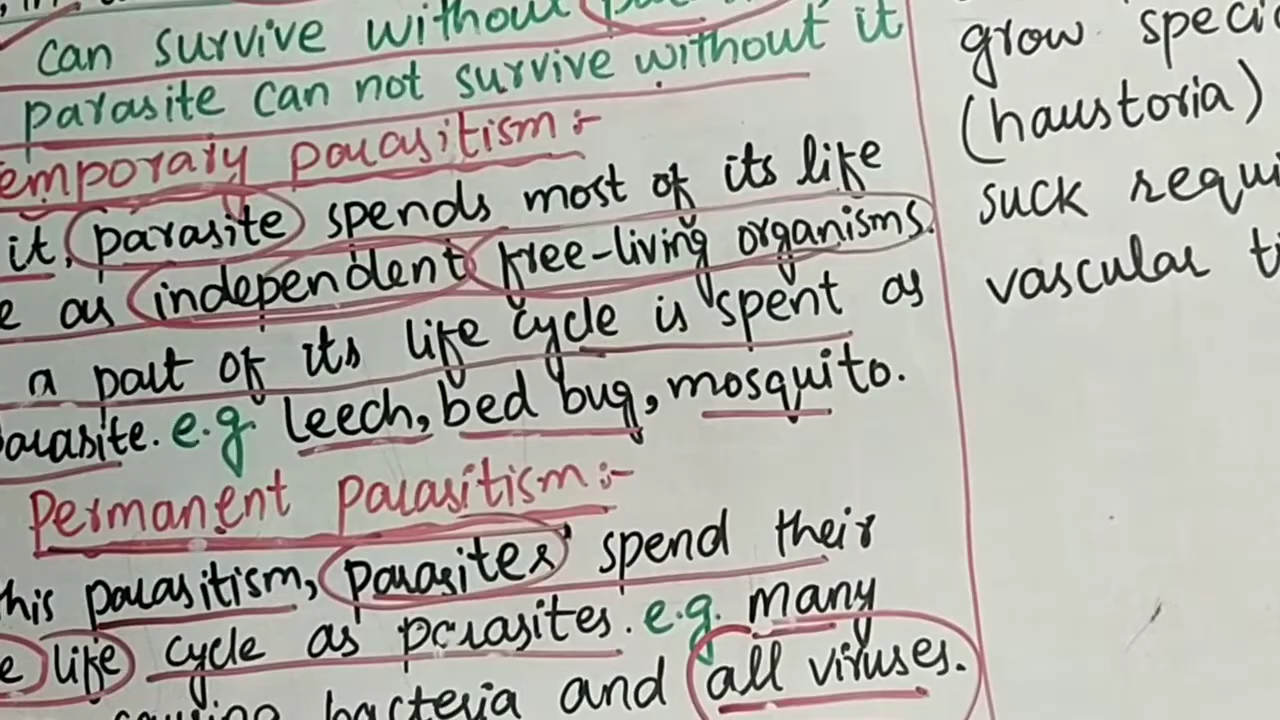 can survive without
parasite can not survive without it
emporary parasitism :-
it, parasite spends most of its life
e as independent free-living organisms.
a part of its life cycle is spent as
parasite. e.g. leech, bed bug, mosquito.
Permanent parasitism :-
this parasitism, parasites spend their
e life cycle as parasites. e.g. many
causing bacteria and all viruses.
grow speci
(haustoria)
suck requi
vascular t